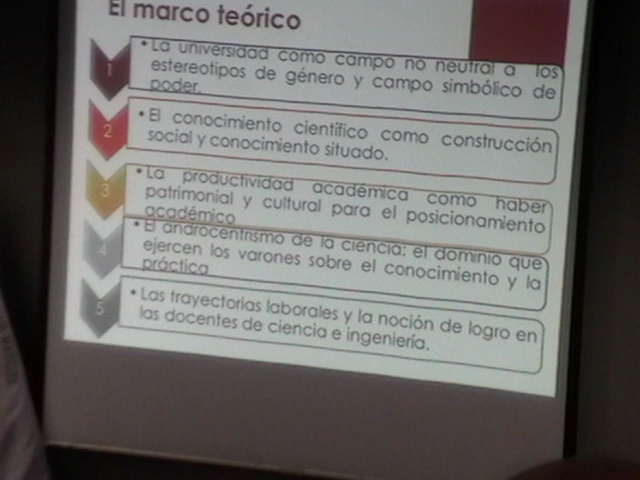 El marco teórico
1
• La universidad como campo no neutral a los
estereotipos de género y campo simbólico de
poder.
2
• El conocimiento científico como construcción
social y conocimiento situado.
3
• La productividad académica como haber
patrimonial y cultural para el posicionamiento
académico
4
• El androcentrismo de la ciencia: el dominio que
ejercen los varones sobre el conocimiento y la
práctica
5
• Las trayectorias laborales y la noción de logro en
las docentes de ciencia e ingeniería.